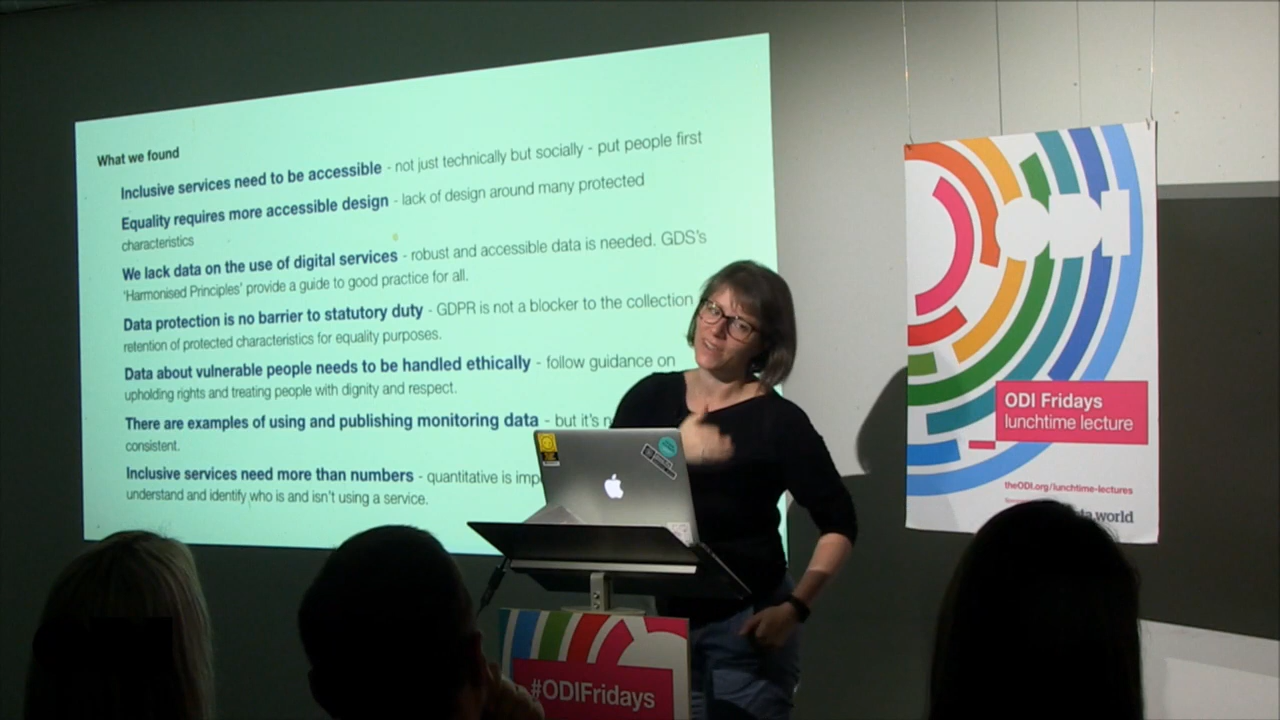 What we found
Inclusive services need to be accessible - not just technically but socially - put people first
Equality requires more accessible design - lack of design around many protected
characteristics
We lack data on the use of digital services - robust and accessible data is needed. GDS's
'Harmonised Principles' provide a guide to good practice for all.
Data protection is no barrier to statutory duty - GDPR is not a blocker to the collection
retention of protected characteristics for equality purposes.
Data about vulnerable people needs to be handled ethically - follow guidance on
upholding rights and treating people with dignity and respect.
There are examples of using and publishing monitoring data - but it's
consistent.
Inclusive services need more than numbers - quantitative is
understand and identify who is and isn't using a service.
ODI Fridays
lunchtime lecture
theODI.org/lunchtime-lectures
world
#ODIFridays